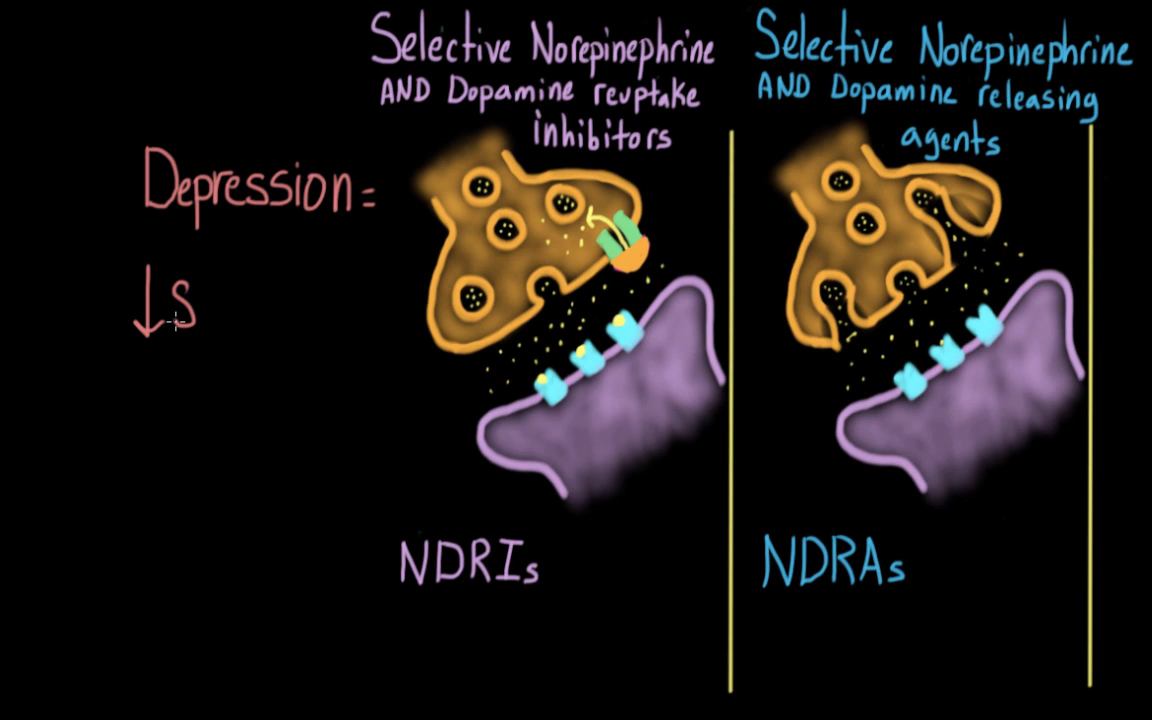 Selective Norepinephrine
AND Dopamine reuptake
inhibitors
Selective Norepinephrine
AND Dopamine releasing
agents
Depression =
↓ S
NDRIs
NDRAs